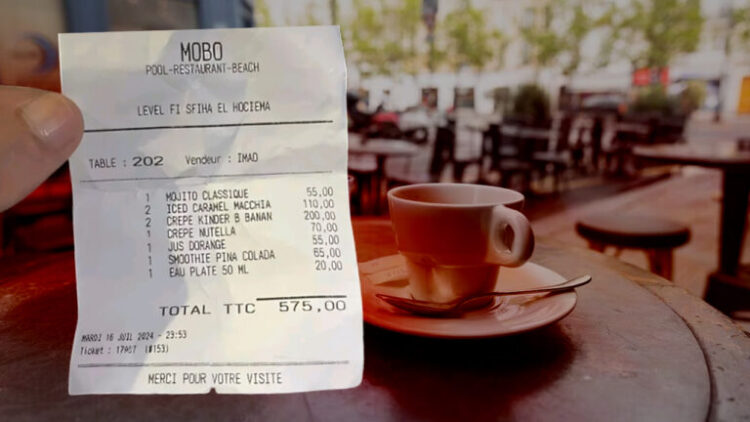 MOBO
POOL-RESTAURANT-BEACH
LEVEL FI SFIHA EL HOCIEMA
TABLE : 202 Vendeur : IMAD
1 MOJITO CLASSIQUE 55,00
2 ICED CARAMEL MACCHIA 110,00
2 CREPE KINDER B BANAN 200,00
1 CREPE NUTELLA 70,00
1 JUS DORANGE 55,00
1 SMOOTHIE PINA COLADA 65,00
1 EAU PLATE 50 ML 20,00
TOTAL TTC 575,00
MARDI 16 JUIL 2024 - 23:53
Ticket : (#153)
MERCI POUR VOTRE VISITE